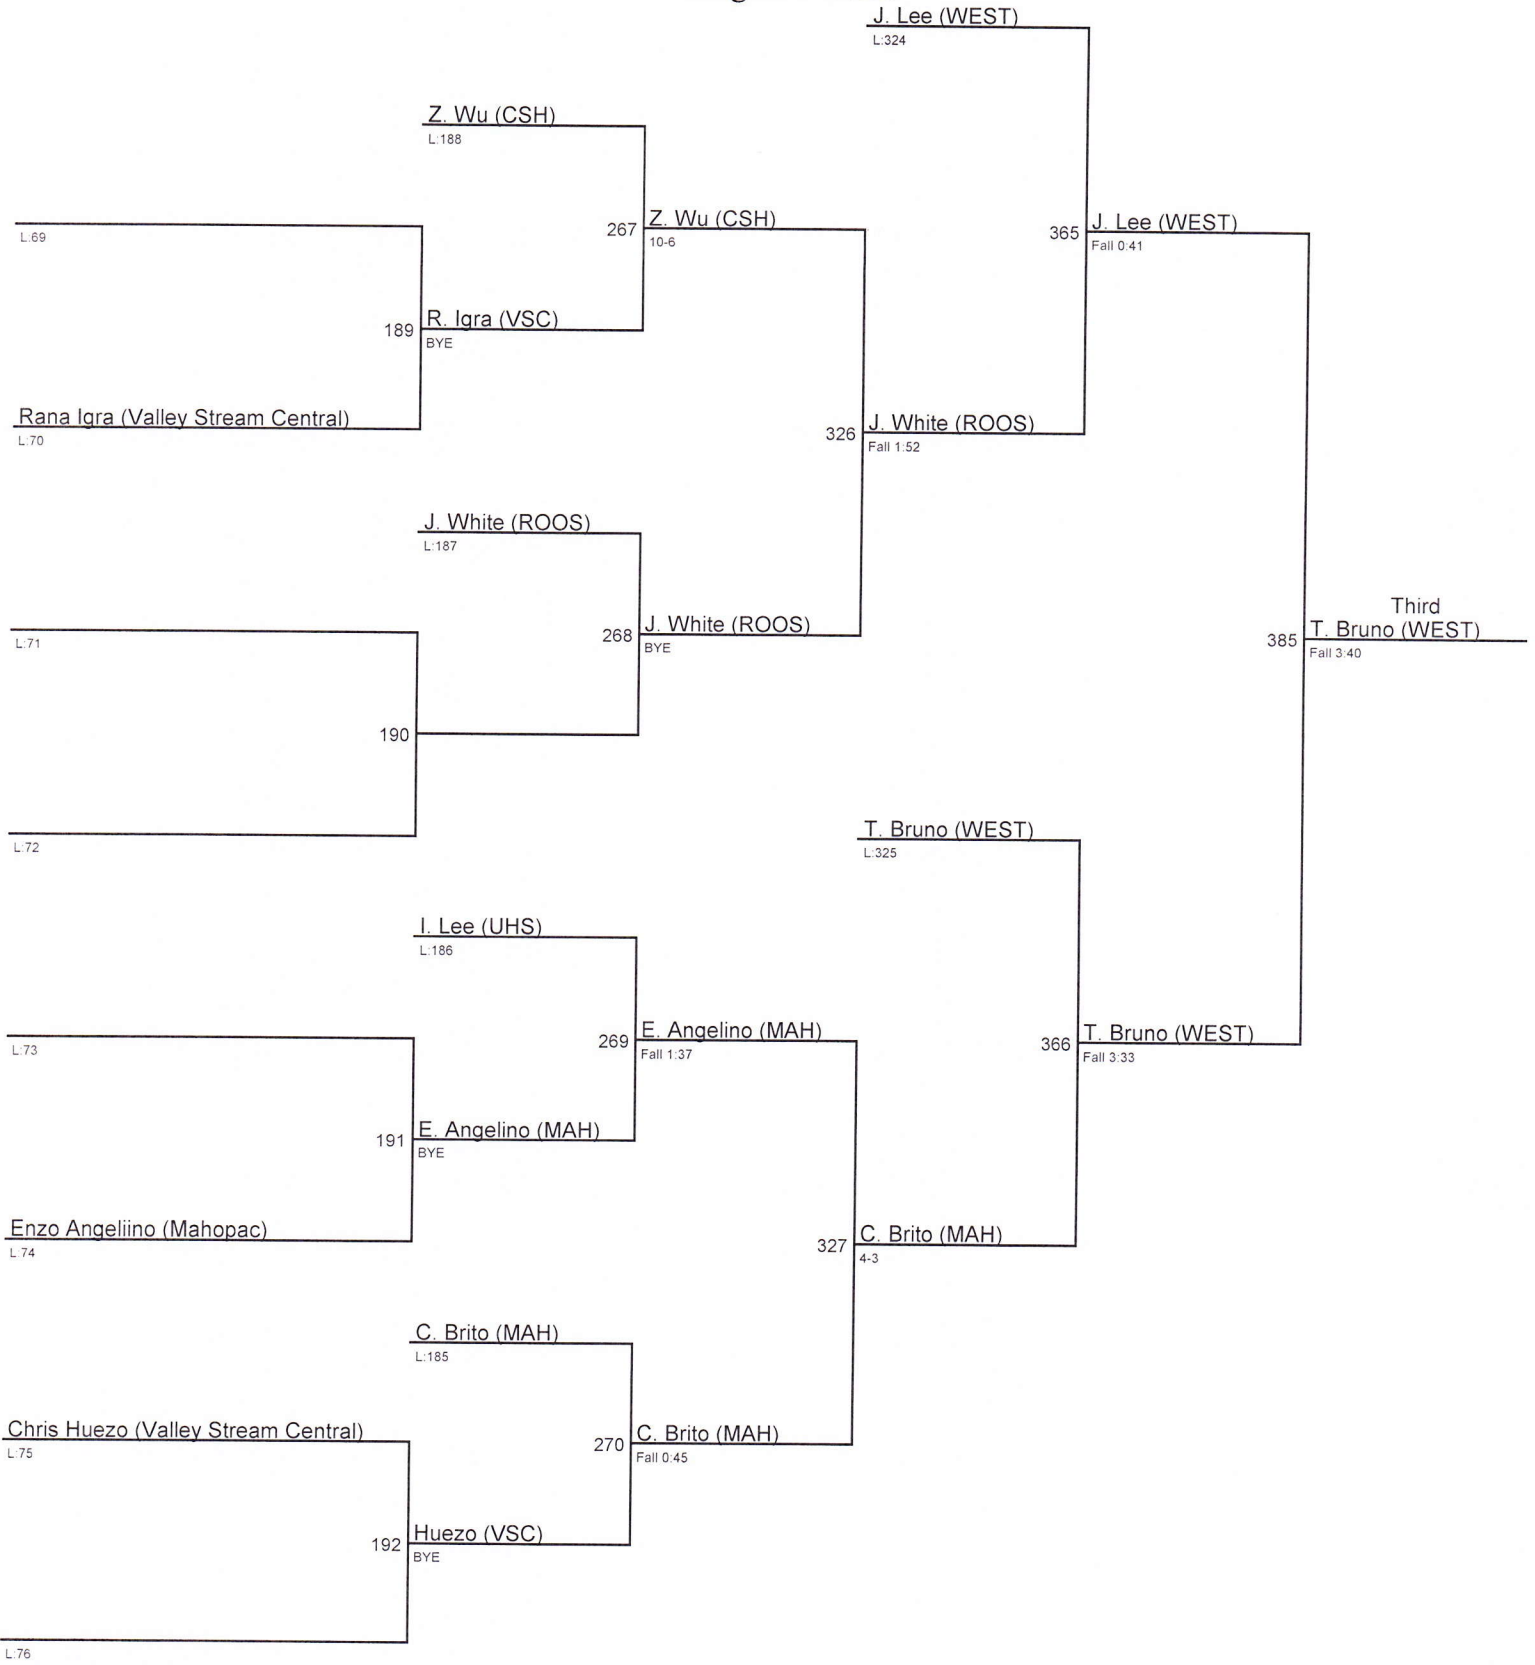 J. Lee (WEST)
L:324
Z. Wu (CSH)
L:188
L:69
267 Z. Wu (CSH)
10-6
365 J. Lee (WEST)
Fall 0:41
189 R. Igra (VSC)
BYE
Rana Igra (Valley Stream Central)
L:70
326 J. White (ROOS)
Fall 1:52
J. White (ROOS)
L:187
L:71
268 J. White (ROOS)
BYE
Third
385 T. Bruno (WEST)
Fall 3:40
190
L:72
T. Bruno (WEST)
L:325
I. Lee (UHS)
L:186
L:73
269 E. Angelino (MAH)
Fall 1:37
366 T. Bruno (WEST)
Fall 3:33
191 E. Angelino (MAH)
BYE
Enzo Angeliino (Mahopac)
L:74
327 C. Brito (MAH)
4-3
C. Brito (MAH)
L:185
Chris Huezo (Valley Stream Central)
L:75
270 C. Brito (MAH)
Fall 0:45
192 Huezo (VSC)
BYE
L:76